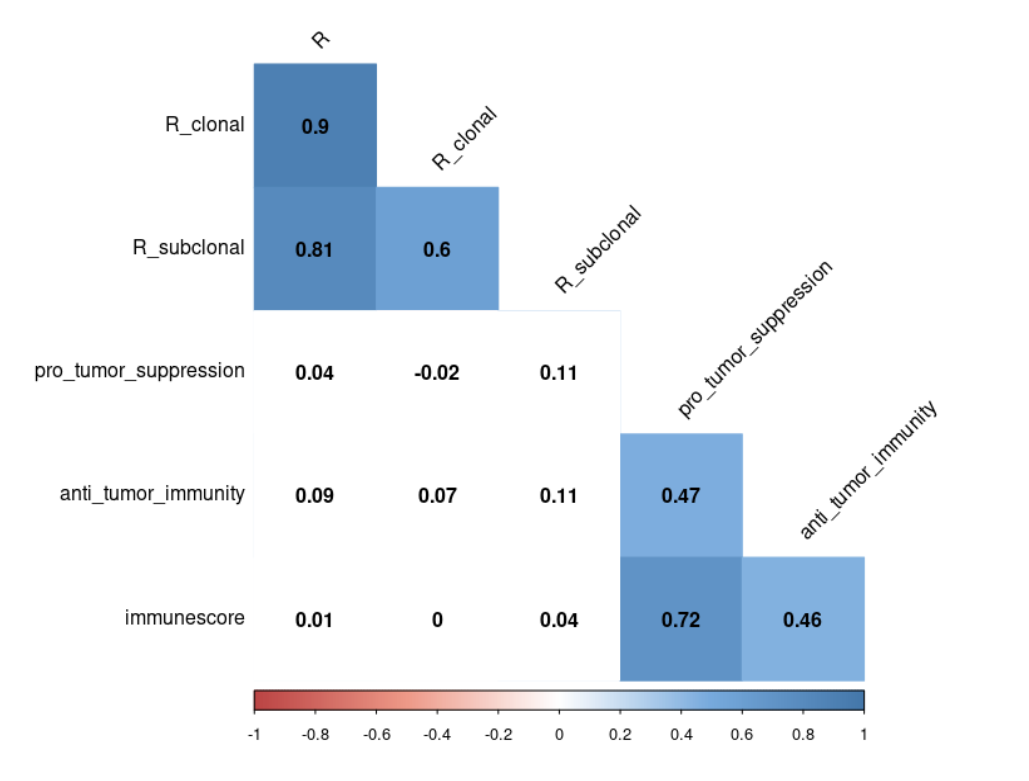 R
R_clonal 0.9
R_clonal
R_subclonal 0.81 0.6
R_subclonal
pro_tumor_suppression 0.04 -0.02 0.11
pro_tumor_suppression
anti_tumor_immunity 0.09 0.07 0.11 0.47
anti_tumor_immunity
immunescore 0.01 0 0.04 0.72 0.46
-1 -0.8 -0.6 -0.4 -0.2 0 0.2 0.4 0.6 0.8 1